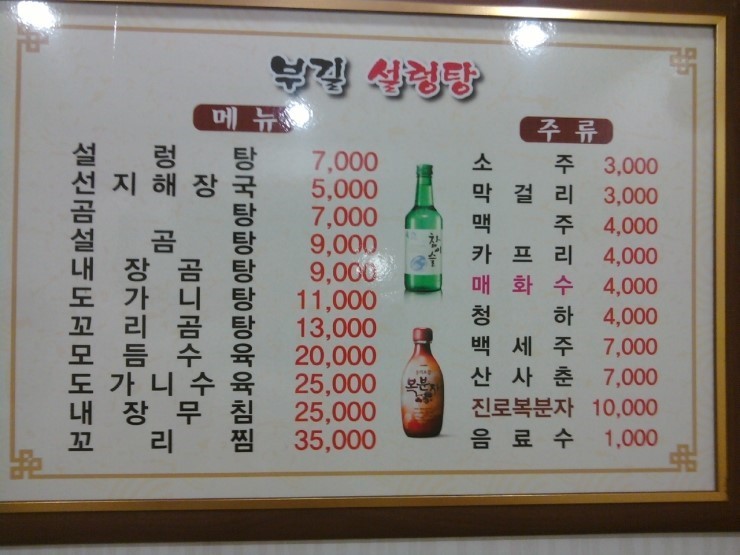 부길 설렁탕
메뉴
설렁탕 7,000
선지해장국 5,000
곰탕 7,000
설곰탕 9,000
내장곰탕 9,000
도가니탕 11,000
꼬리곰탕 13,000
모듬수육 20,000
도가니수육 25,000
내장무침 25,000
꼬리찜 35,000
참이슬
복분자
주류
소주 3,000
막걸리 3,000
맥주 4,000
카프리 4,000
매화수 4,000
청하 4,000
백세주 7,000
산사춘 7,000
진로복분자 10,000
음료수 1,000